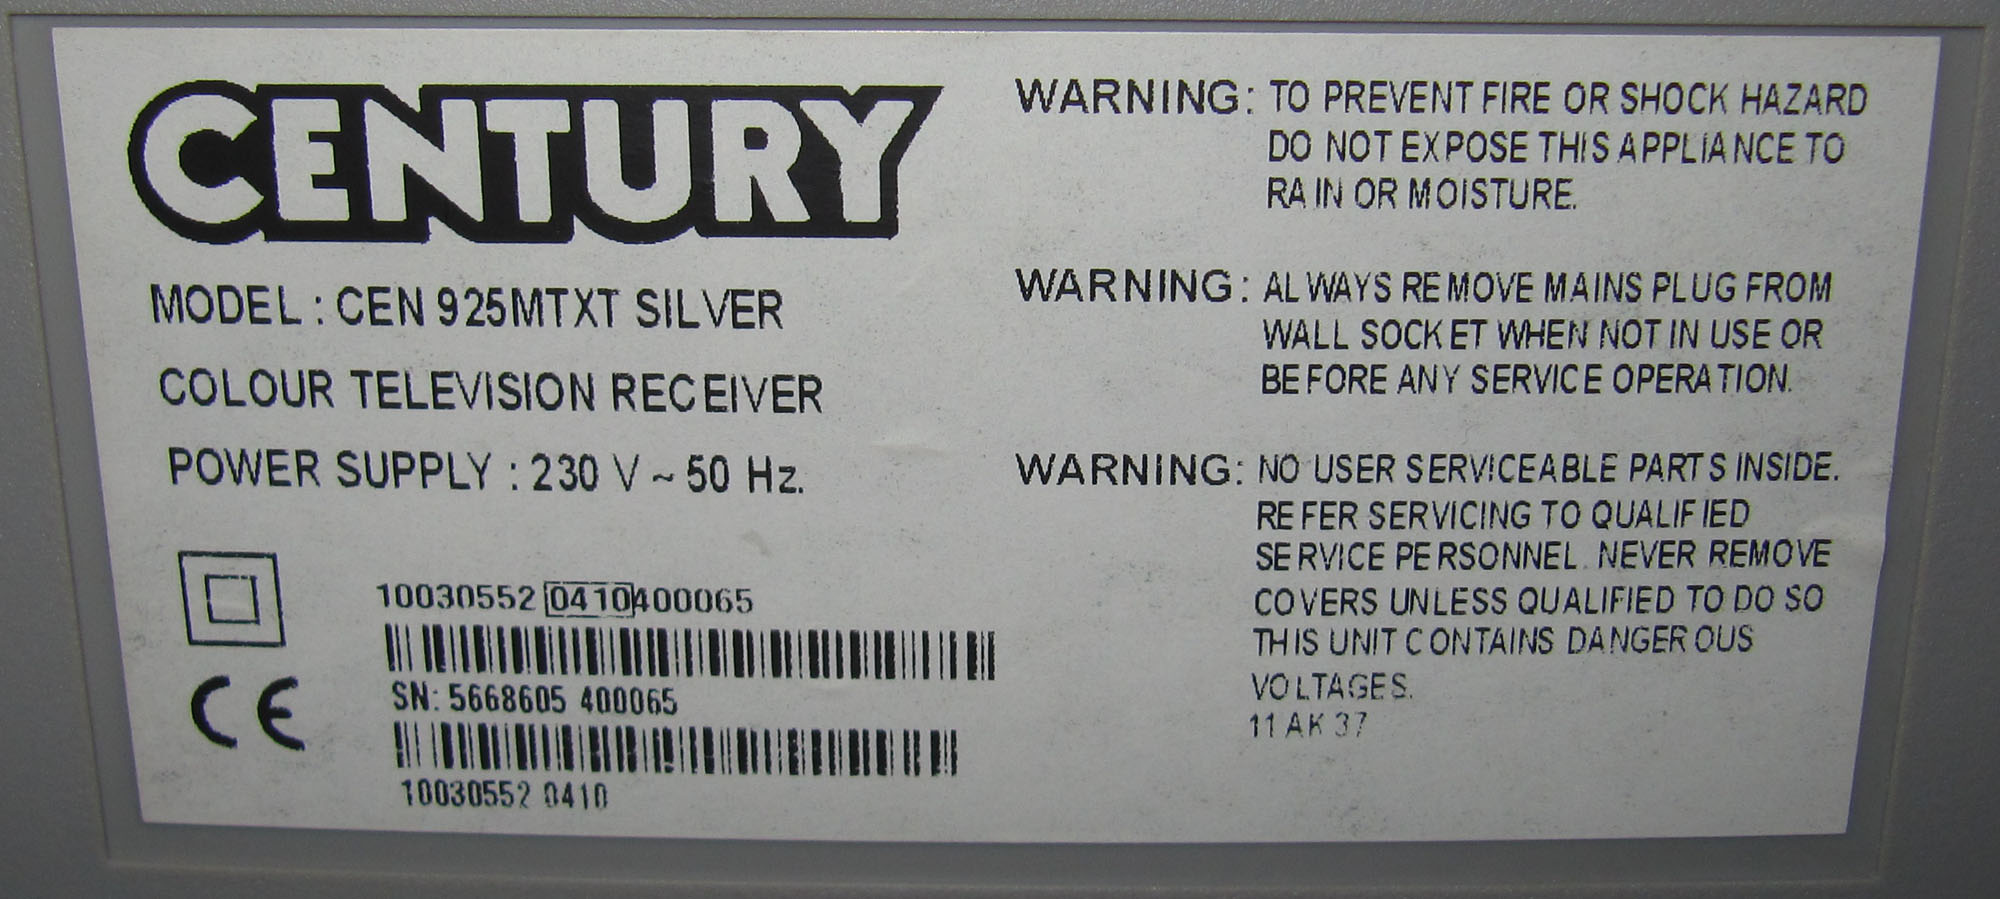 CENTURY
MODEL : CEN 925MTXT SILVER
COLOUR TELEVISION RECEIVER
POWER SUPPLY : 230 V ~ 50 Hz.
10030552 0410400065
SN: 5668605 400065
10030552 0410
CE
WARNING: TO PREVENT FIRE OR SHOCK HAZARD
DO NOT EXPOSE THIS APPLIANCE TO
RAIN OR MOISTURE.
WARNING: ALWAYS REMOVE MAINS PLUG FROM
WALL SOCKET WHEN NOT IN USE OR
BEFORE ANY SERVICE OPERATION.
WARNING: NO USER SERVICEABLE PARTS INSIDE.
REFER SERVICING TO QUALIFIED
SERVICE PERSONNEL. NEVER REMOVE
COVERS UNLESS QUALIFIED TO DO SO
THIS UNIT CONTAINS DANGEROUS
VOLTAGES.
11 AK 37